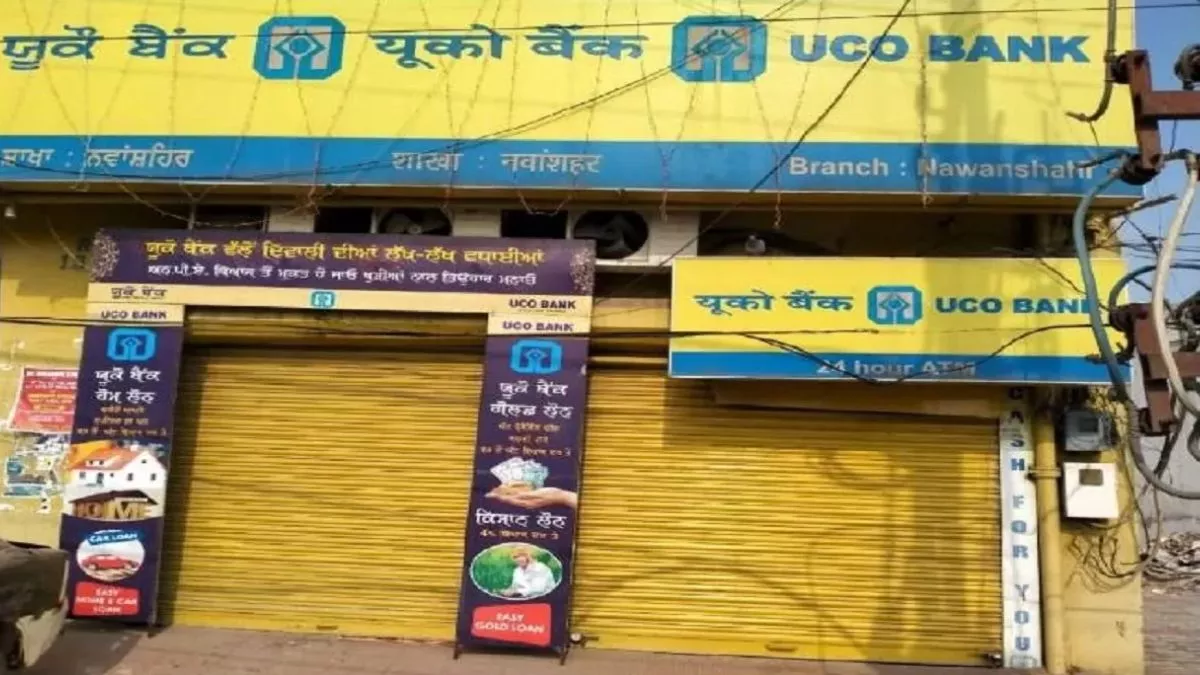 ਯੂਕੋ ਬੈਂਕ यूको बैंक UCO BANK
ਸ਼ਾਖਾ : ਨਵਾਂਸ਼ਹਿਰ शाखा : नवांशहर Branch : Nawanshahr
ਯੂਕੋ ਬੈਂਕ ਵੱਲੋਂ ਦਿਵਾਲੀ ਦੀਆਂ ਲੱਖ-ਲੱਖ ਵਧਾਈਆਂ
ਯੂਕੋ ਬੈਂਕ UCO BANK
यूको बैंक UCO BANK
24 hour ATM
UCO BANK
ਯੂਕੋ ਬੈਂਕ
ਹੋਮ ਲੋਨ
HOME
CAR LOAN
EASY
HOME & CAR
LOAN
UCO BANK
ਯੂਕੋ ਬੈਂਕ
ਗੋਲਡ ਲੋਨ
ਕਿਸਾਨ ਲੋਨ
EASY
GOLD LOAN
CASH FOR YOU